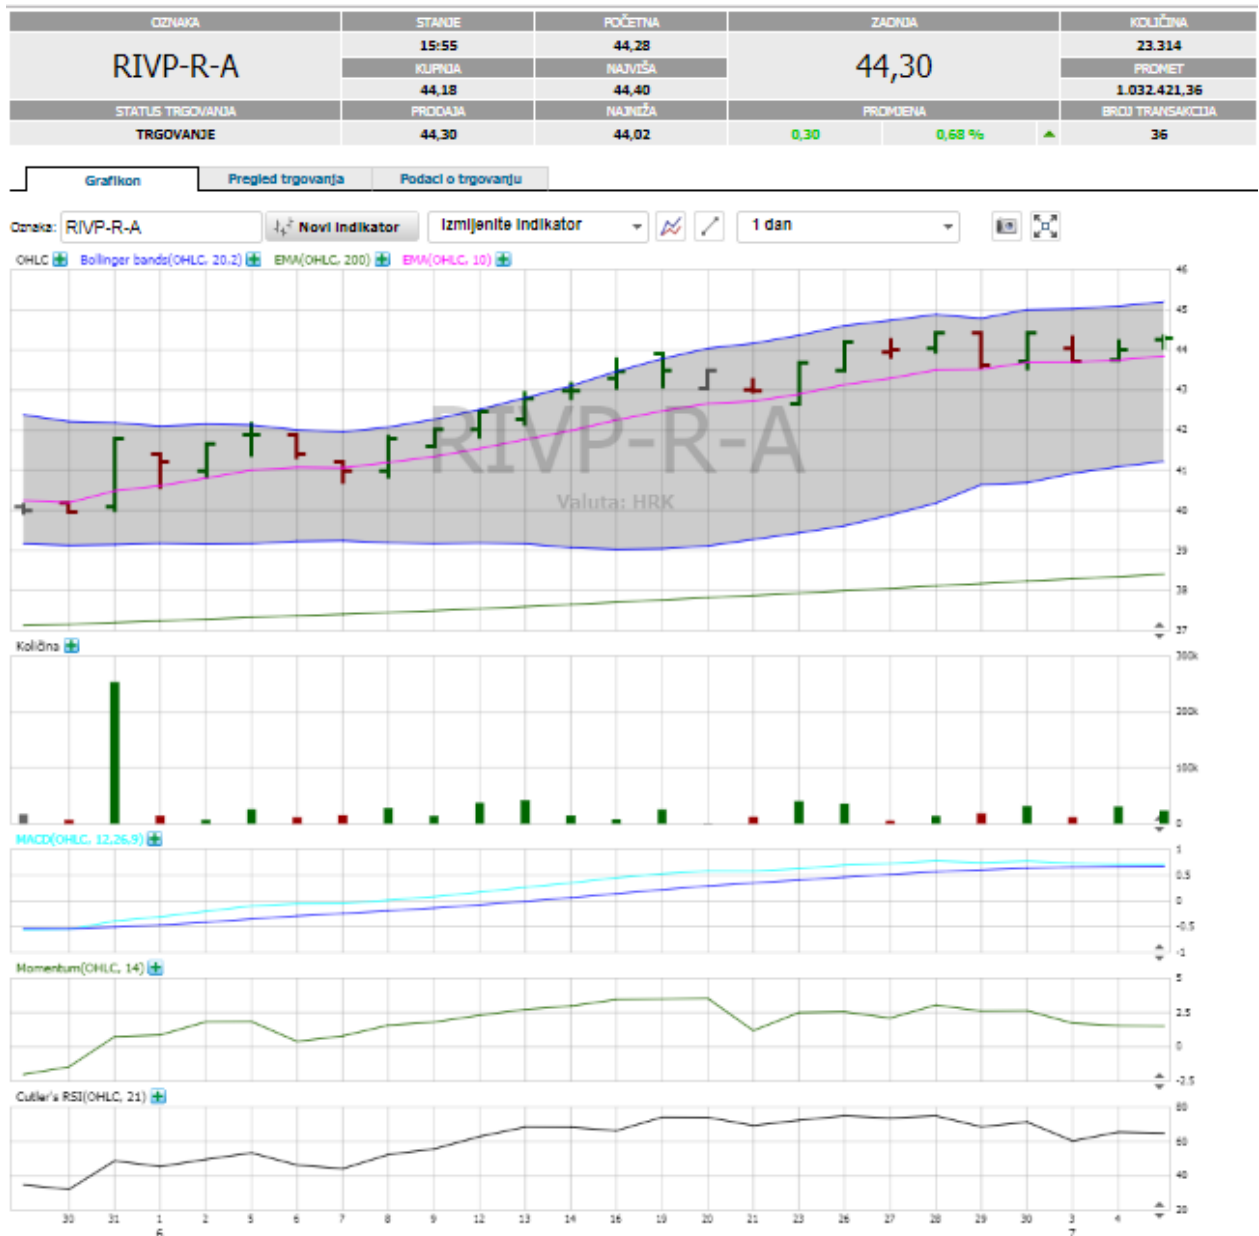 OZNAKA STANJE POČETNA ZADNJA KOLIČINA
RIVP-R-A 15:55 44,28 44,30 23.314
KUPNJA NAJVIŠA PROMET
44,18 44,40 1.032.421,36
STATUS TRGOVANJA PRODAJA NAJNIŽA PROMJENA BROJ TRANSAKCIJA
TRGOVANJE 44,30 44,02 0,30 0,68 % 36
Grafikon Pregled trgovanja Podaci o trgovanju
Oznaka: RIVP-R-A Novi Indikator Izmijenite Indikator 1 dan
OHLC Bollinger bands(OHLC, 20,2) EMA(OHLC, 200) EMA(OHLC, 10)
46
45
44
43
42
RIVP-R-A
41
Valuta: HRK
40
39
38
37
Količina
300k
200k
100k
0
MACD(OHLC, 12,26,9)
1
0.5
0
-0.5
-1
Momentum(OHLC, 14)
5
2.5
0
-2.5
Cutler's RSI(OHLC, 21)
80
60
40
20
30 31 1 2 5 6 7 8 9 12 13 14 16 19 20 21 23 26 27 28 29 30 3 4
6 7